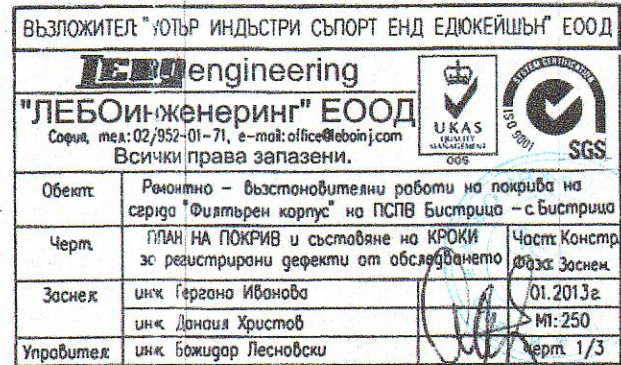 ВЪЗЛОЖИТЕЛ: "УОТЪР ИНДЪСТРИ СЪПОРТ ЕНД ЕДЮКЕЙШЪН" ЕООД
ЛЕБО engineering
"ЛЕБОинженеринг" ЕООД
София, тел.: 02/952-01-71, e-mail: office@leboinj.com
Всички права запазени.
UKAS
QUALITY
MANAGEMENT
005
SYSTEM CERTIFICATION
ISO 9001
SGS
Обект: Ремонтно - възстановителни работи на покрива на
сграда "Филтърен корпус" на ПСПВ Бистрица - с Бистрица
Черт. ПЛАН НА ПОКРИВ и съставяне на КРОКИ Част: Констр.
за регистрирани дефекти от обследването Фаза: Заснем.
Заснел: инж. Гергана Иванова 01.2013г
инж. Данаил Христов М1:250
Управител: инж. Божидар Лесновски черт. 1/3